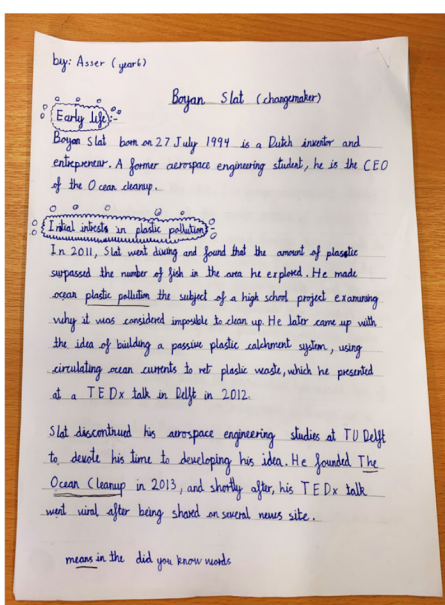 by: Asser (year6)
Boyan Slat (changemaker)
Early life:-
Boyan Slat born on 27 July 1994 is a Dutch inventor and
entrepreneur. A former aerospace engineering student, he is the CEO
of the Ocean cleanup.
Initial intrests in plastic pollution:-
In 2011, Slat went diving and found that the amount of plasstic
surpassed the number of fish in the area he explored. He made
ocean plastic pollution the subject of a high school project examining
why it was considered imposible to clean up. He later came up with
the idea of building a passive plastic catchment system, using
circulating ocean currents to net plastic waste, which he presented
at a TEDx talk in Delft in 2012.
Slat discontinued his aerospace engineering studies at TU Delft
to devote his time to developing his idea. He founded The
Ocean Cleanup in 2013, and shortly after, his TEDx talk
went viral after being shared on several news site.
means in the did you know words